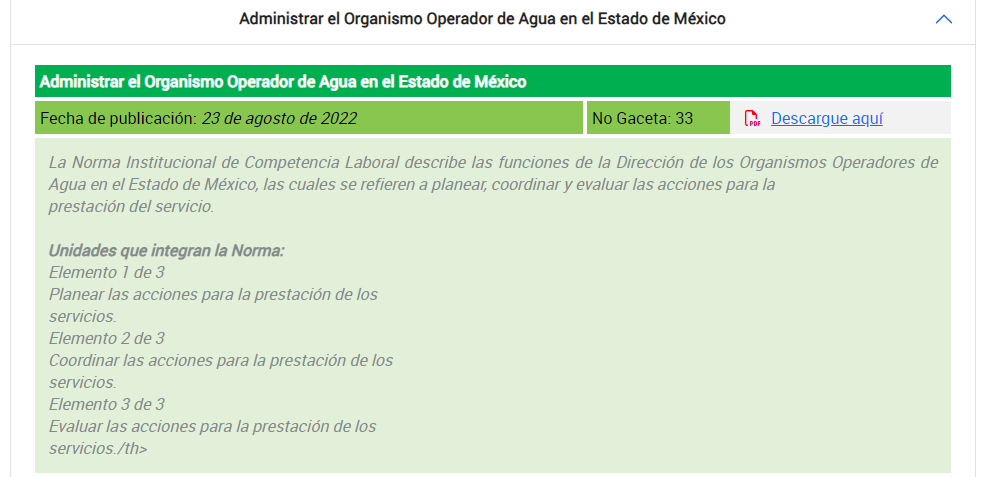 Administrar el Organismo Operador de Agua en el Estado de México
Administrar el Organismo Operador de Agua en el Estado de México
Fecha de publicación: 23 de agosto de 2022 No Gaceta: 33 PDF Descargue aquí
La Norma Institucional de Competencia Laboral describe las funciones de la Dirección de los Organismos Operadores de
Agua en el Estado de México, las cuales se refieren a planear, coordinar y evaluar las acciones para la
prestación del servicio.
Unidades que integran la Norma:
Elemento 1 de 3
Planear las acciones para la prestación de los
servicios.
Elemento 2 de 3
Coordinar las acciones para la prestación de los
servicios.
Elemento 3 de 3
Evaluar las acciones para la prestación de los
servicios./th>